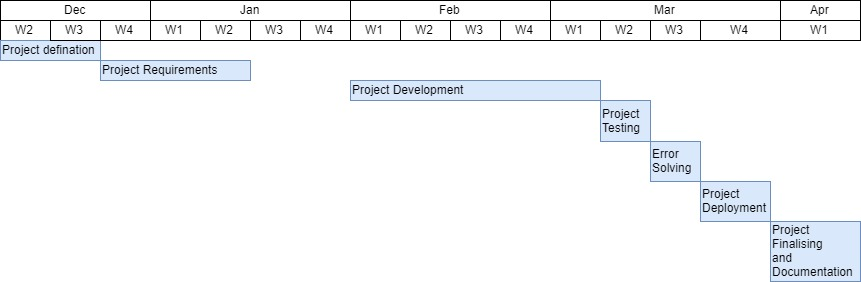 Dec Jan Feb Mar Apr
W2 W3 W4 W1 W2 W3 W4 W1 W2 W3 W4 W1 W2 W3 W4 W1
Project defination
Project Requirements
Project Development
Project
Testing
Error
Solving
Project
Deployment
Project
Finalising
and
Documentation